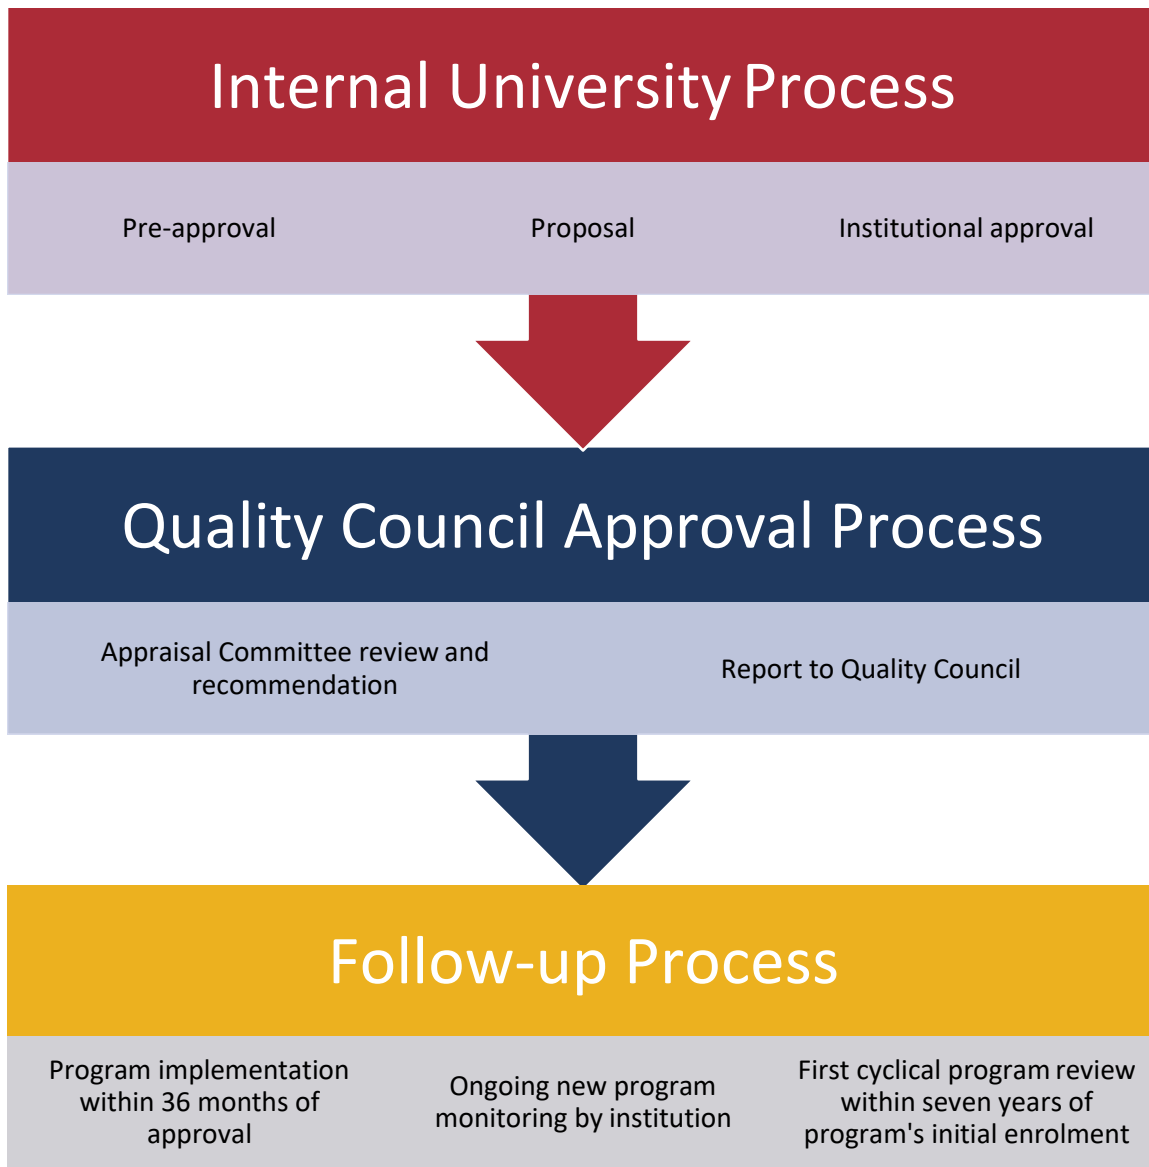 Internal University Process
Pre-approval
Proposal
Institutional approval
Quality Council Approval Process
Appraisal Committee review and
recommendation
Report to Quality Council
Follow-up Process
Program implementation
within 36 months of
approval
Ongoing new program
monitoring by institution
First cyclical program review
within seven years of
program's initial enrolment